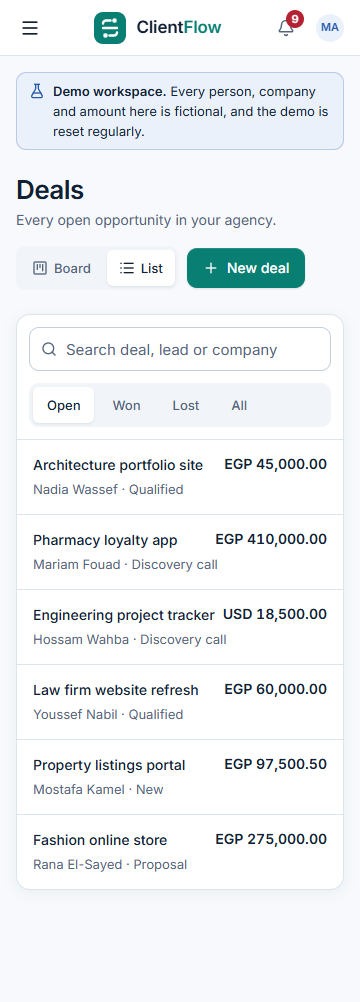 ClientFlow
9
MA
Demo workspace. Every person, company
and amount here is fictional, and the demo is
reset regularly.
Deals
Every open opportunity in your agency.
Board
List
New deal
Search deal, lead or company
Open
Won
Lost
All
Architecture portfolio site EGP 45,000.00
Nadia Wassef · Qualified
Pharmacy loyalty app EGP 410,000.00
Mariam Fouad · Discovery call
Engineering project tracker USD 18,500.00
Hossam Wahba · Discovery call
Law firm website refresh EGP 60,000.00
Youssef Nabil · Qualified
Property listings portal EGP 97,500.50
Mostafa Kamel · New
Fashion online store EGP 275,000.00
Rana El-Sayed · Proposal